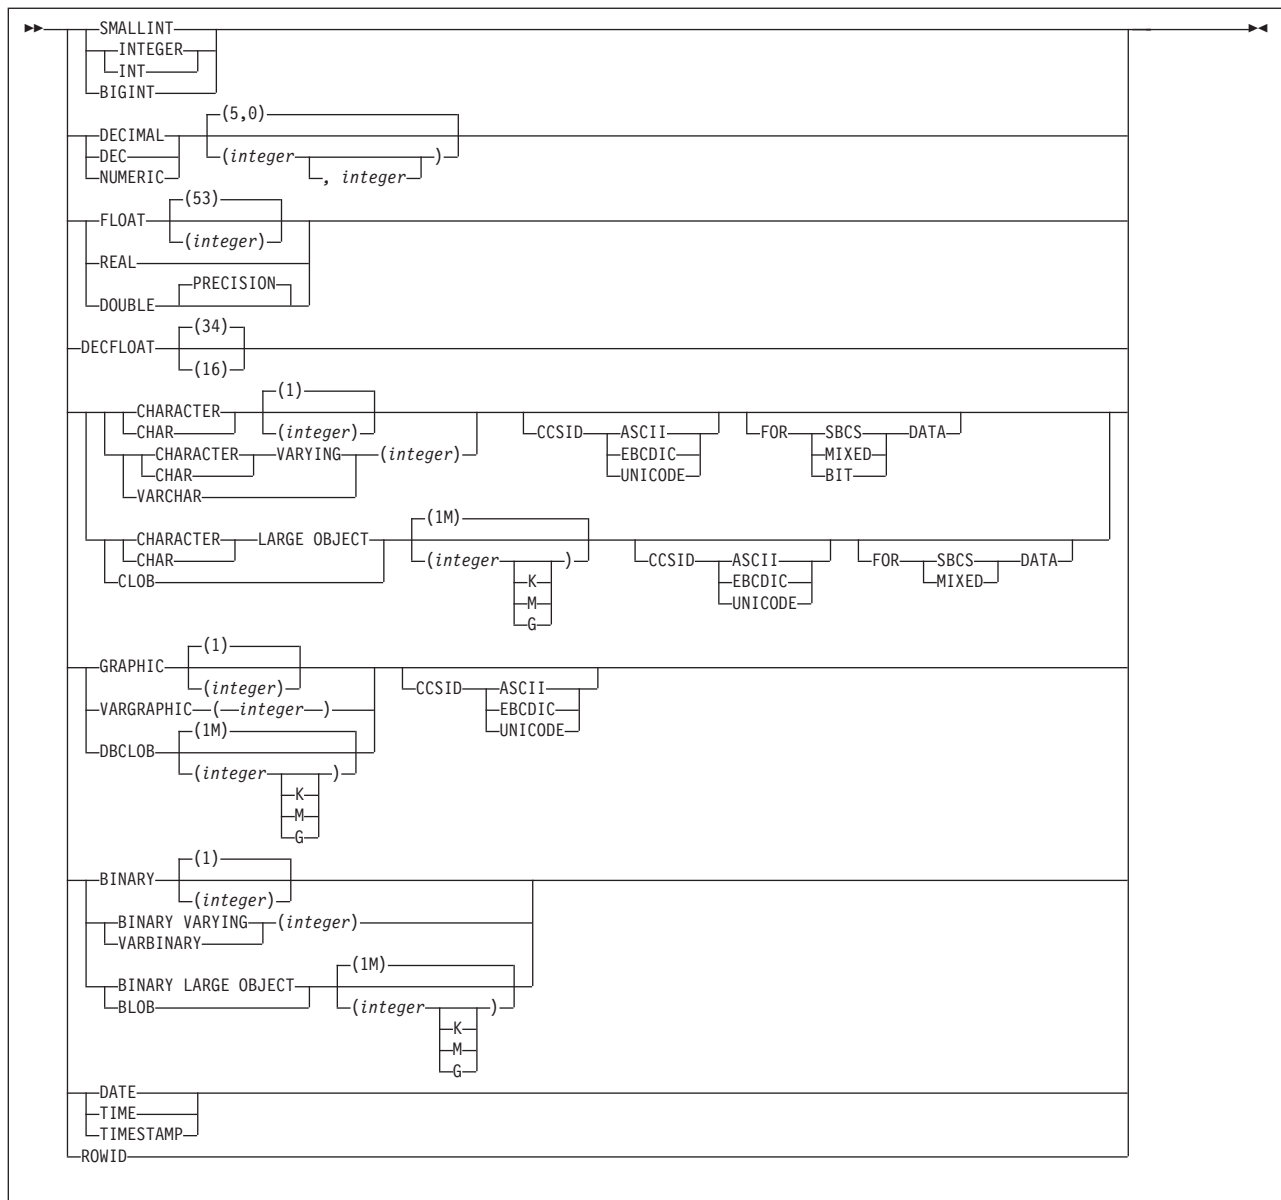 SMALLINT
INTEGER
INT
BIGINT
(5,0)
DECIMAL
DEC (integer )
NUMERIC , integer
(53)
FLOAT
(integer)
REAL
PRECISION
DOUBLE
(34)
DECFLOAT
(16)
(1)
CHARACTER
CHAR (integer) CCSID ASCII FOR SBCS DATA
CHARACTER VARYING (integer) EBCDIC MIXED
CHAR UNICODE BIT
VARCHAR
(1M)
CHARACTER LARGE OBJECT
CHAR (integer ) CCSID ASCII FOR SBCS DATA
CLOB K EBCDIC MIXED
M UNICODE
G
(1)
GRAPHIC
(integer) CCSID ASCII
VARGRAPHIC ( integer ) EBCDIC
(1M) UNICODE
DBCLOB
(integer )
K
M
G
(1)
BINARY
(integer)
BINARY VARYING (integer)
VARBINARY
(1M)
BINARY LARGE OBJECT
BLOB (integer )
K
M
G
DATE
TIME
TIMESTAMP
ROWID